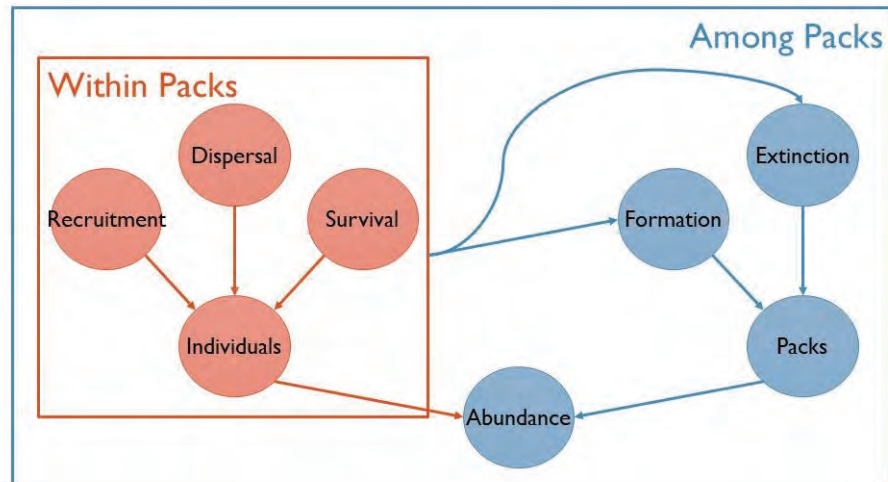 Among Packs
Within Packs
Dispersal
Extinction
Recruitment
Survival
Formation
Individuals
Packs
Abundance